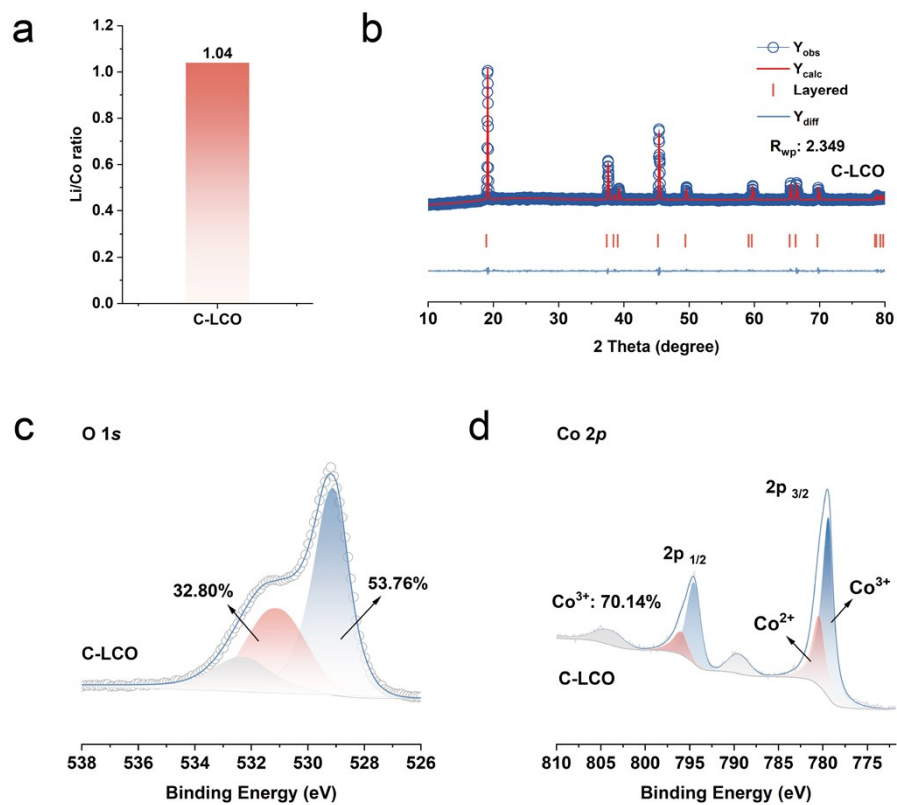 a
1.2
1.04
1.0
0.8
0.6
0.4
0.2
0.0
Li/Co ratio
C-LCO
b
Yobs
Ycalc
Layered
Ydiff
Rwp: 2.349
C-LCO
10 20 30 40 50 60 70 80
2 Theta (degree)
c
O 1s
32.80%
53.76%
C-LCO
538 536 534 532 530 528 526
Binding Energy (eV)
d
Co 2p
2p 3/2
2p 1/2
Co3+: 70.14%
Co2+
Co3+
C-LCO
810 805 800 795 790 785 780 775
Binding Energy (eV)